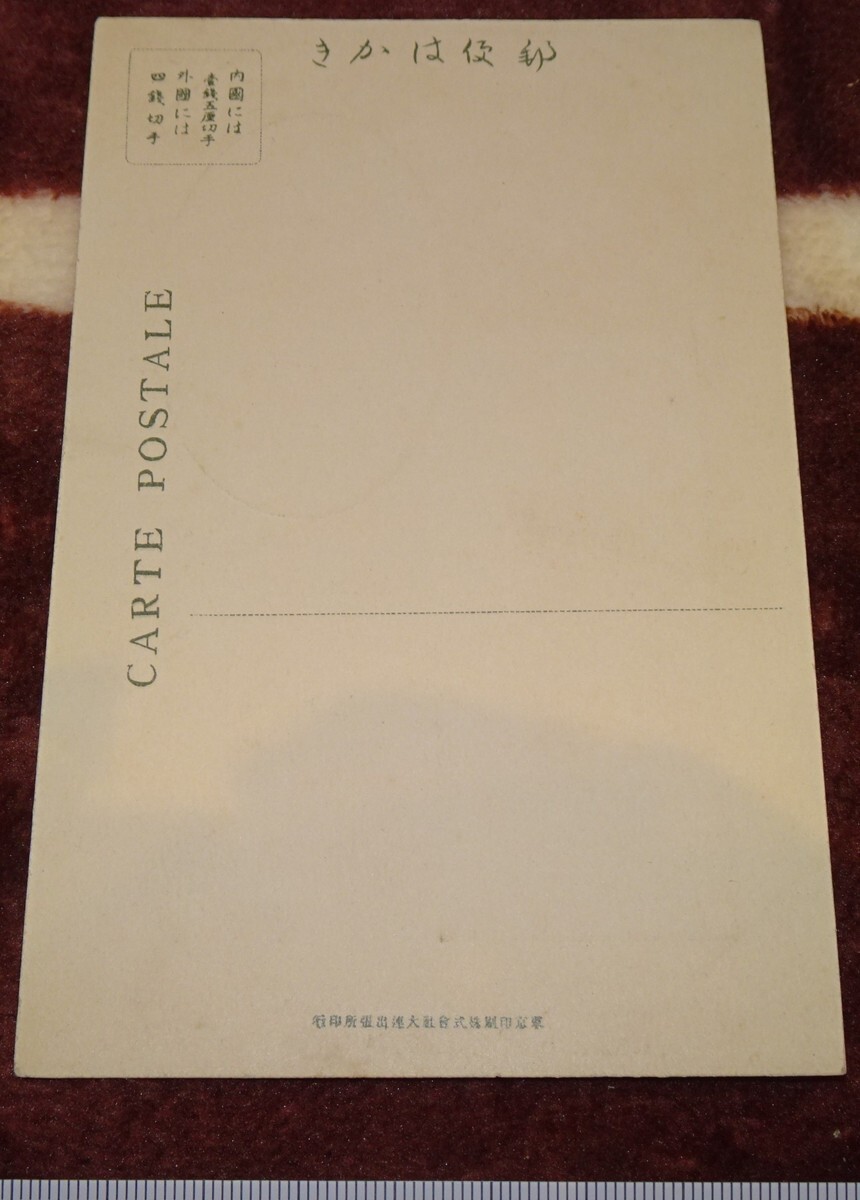 きかは便郵
内國には
壹錢五厘切手
外國には
四錢切手
CARTE POSTALE
行印所張出連大社會式株刷印京東